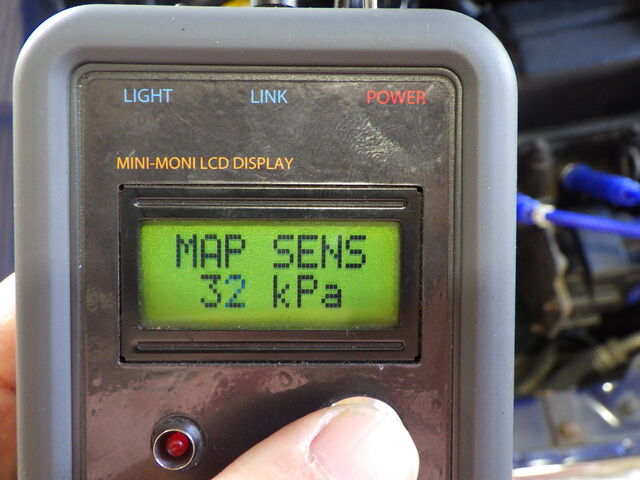 LIGHT LINK POWER
MINI-MONI LCD DISPLAY
MAP SENS
32 kPa